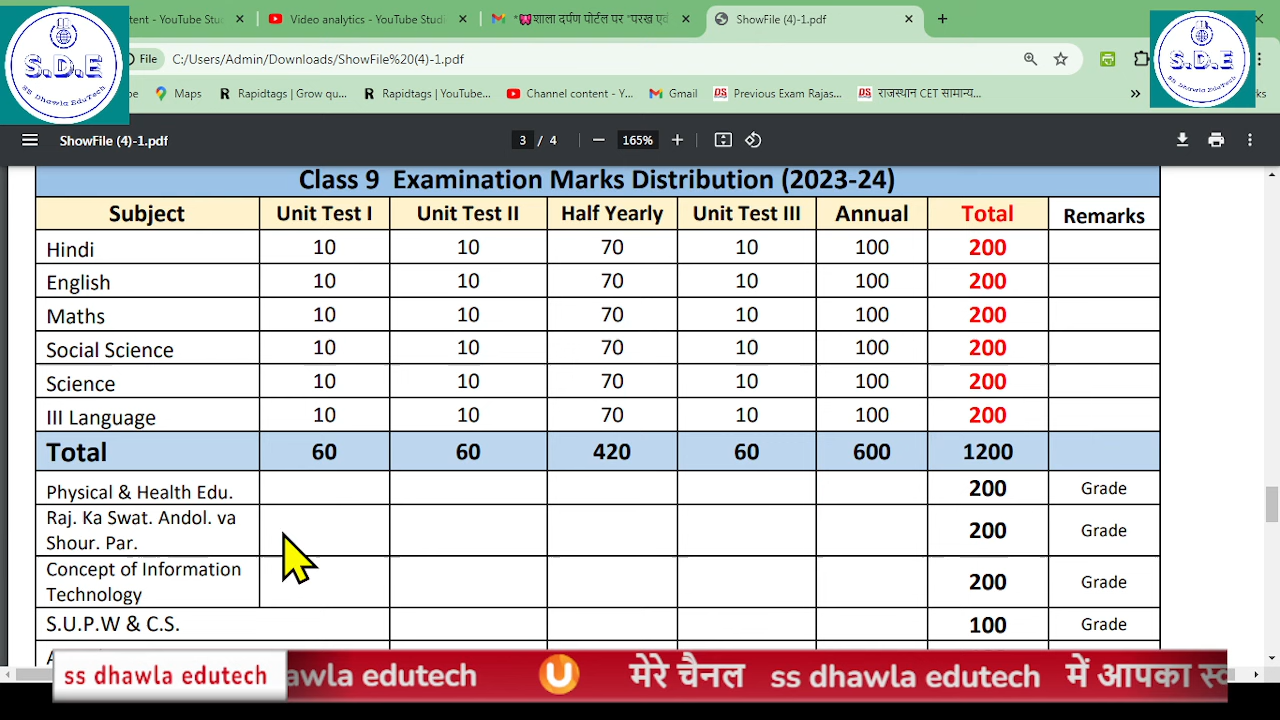 S.D.E
SS Dhawla EduTech
tent - YouTube Stu
Video analytics - YouTube Studi
शाला दर्पण पोर्टल पर "परख एवं
ShowFile (4)-1.pdf
File
C:/Users/Admin/Downloads/ShowFile%20(4)-1.pdf
S.D.E
SS Dhawla EduTech
be
Maps
Rapidtags | Grow qu...
Rapidtags | YouTube...
Channel content - Y...
Gmail
Previous Exam Rajas...
राजस्थान CET सामान्य...
ks
ShowFile (4)-1.pdf
3 / 4
165%
Class 9 Examination Marks Distribution (2023-24)
Subject Unit Test I Unit Test II Half Yearly Unit Test III Annual Total Remarks
Hindi 10 10 70 10 100 200
English 10 10 70 10 100 200
Maths 10 10 70 10 100 200
Social Science 10 10 70 10 100 200
Science 10 10 70 10 100 200
III Language 10 10 70 10 100 200
Total 60 60 420 60 600 1200
Physical & Health Edu. 200 Grade
Raj. Ka Swat. Andol. va
Shour. Par. 200 Grade
Concept of Information
Technology 200 Grade
S.U.P.W & C.S. 100 Grade
ss dhawla edutech
awla edutech
मेरे चैनल ss dhawla edutech में आपका स्व